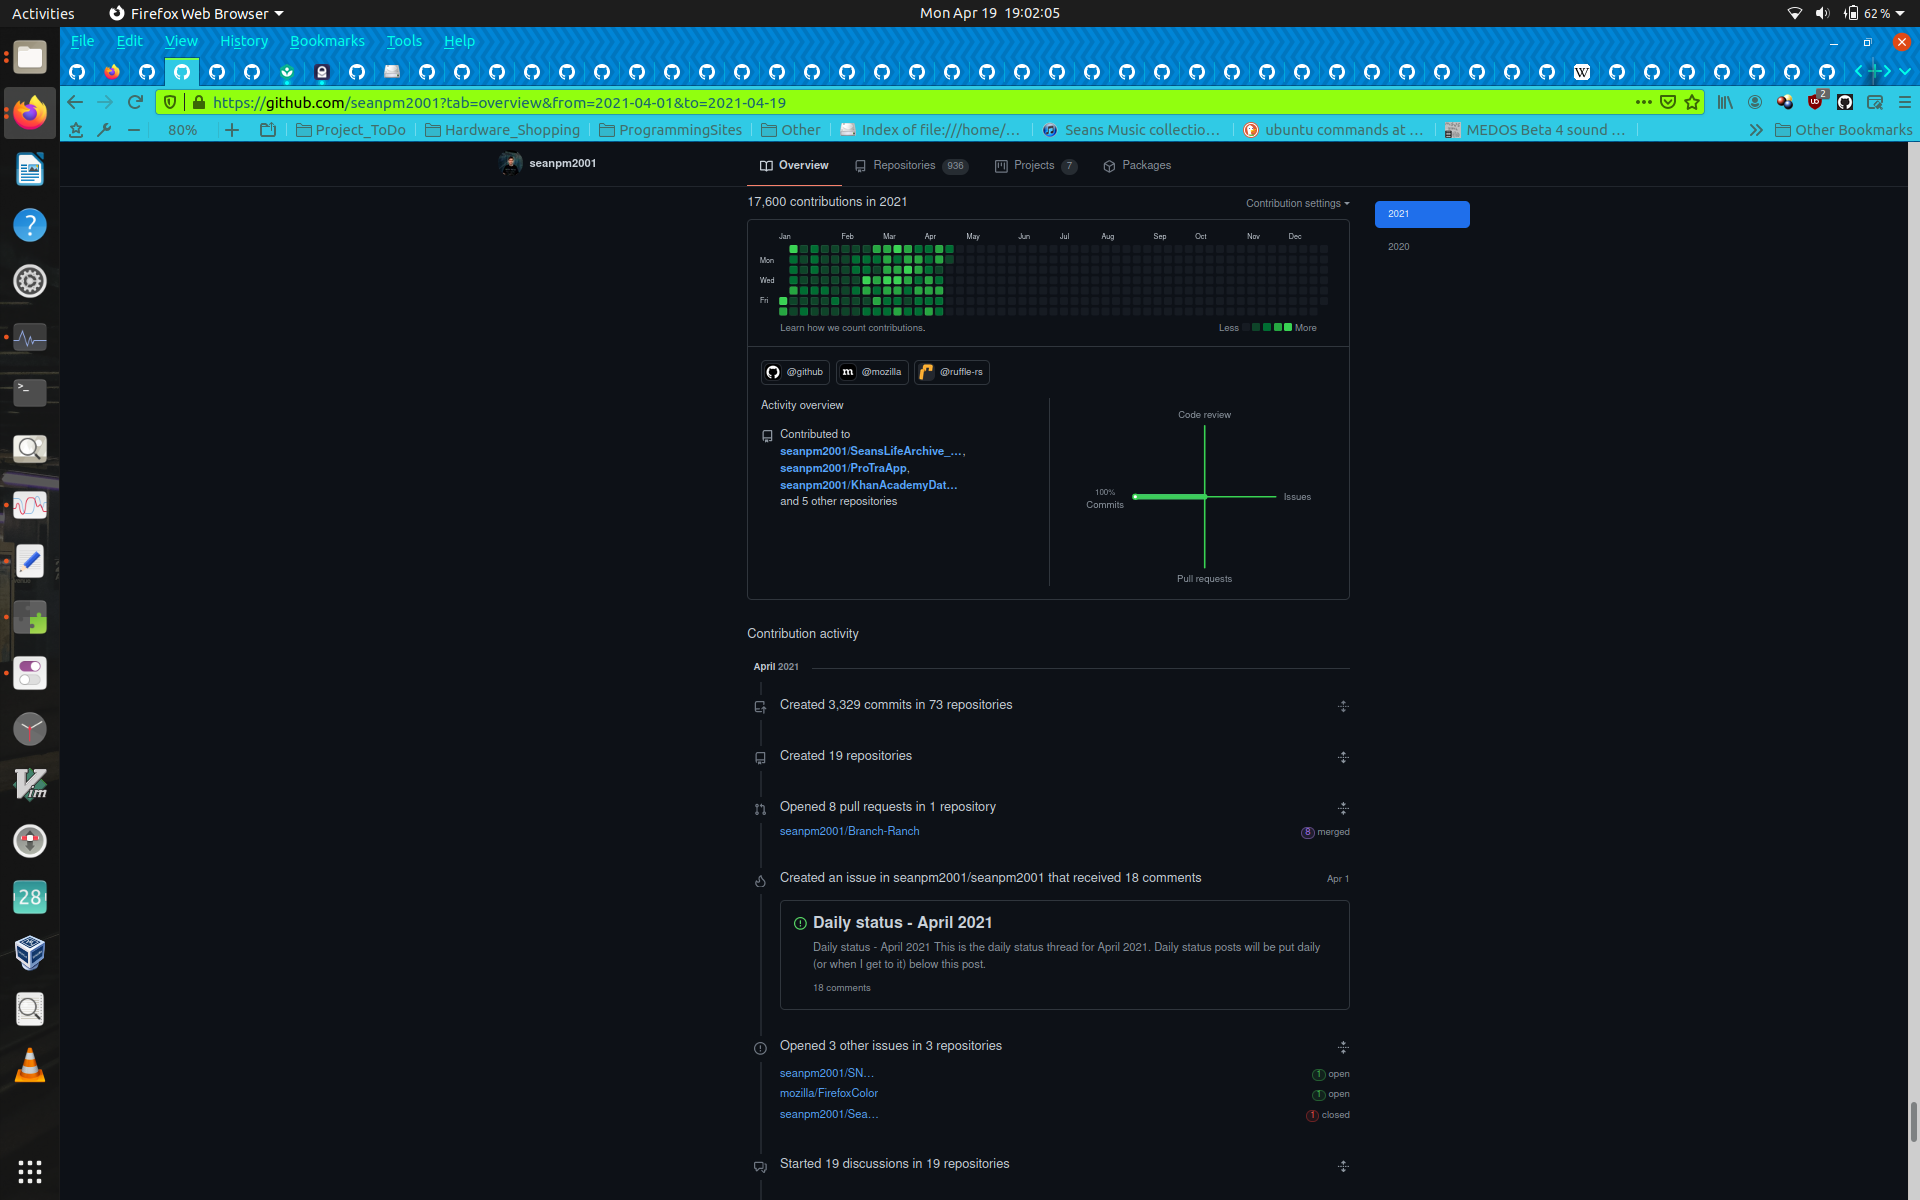 Activities
Firefox Web Browser
Mon Apr 19 19:02:05
62 %
File Edit View History Bookmarks Tools Help
https://github.com/seanpm2001?tab=overview&from=2021-04-01&to=2021-04-19
2
80%
Project_ToDo
Hardware_Shopping
ProgrammingSites
Other
Index of file:///home/...
Seans Music collectio...
ubuntu commands at ...
MEDOS Beta 4 sound ...
Other Bookmarks
seanpm2001
Overview
Repositories 936
Projects 7
Packages
17,600 contributions in 2021
Contribution settings
2021
2020
Jan Feb Mar Apr May Jun Jul Aug Sep Oct Nov Dec
Mon
Wed
Fri
Learn how we count contributions.
Less More
@github
@mozilla
@ruffle-rs
Activity overview
Contributed to
seanpm2001/SeansLifeArchive_...,
seanpm2001/ProTraApp,
seanpm2001/KhanAcademyDat...
and 5 other repositories
Code review
100%
Commits
Issues
Pull requests
Contribution activity
April 2021
Created 3,329 commits in 73 repositories
Created 19 repositories
Opened 8 pull requests in 1 repository
seanpm2001/Branch-Ranch
8 merged
Created an issue in seanpm2001/seanpm2001 that received 18 comments
Apr 1
Daily status - April 2021
Daily status - April 2021 This is the daily status thread for April 2021. Daily status posts will be put daily
(or when I get to it) below this post.
18 comments
Opened 3 other issues in 3 repositories
seanpm2001/SN...
1 open
mozilla/FirefoxColor
1 open
seanpm2001/Sea...
1 closed
Started 19 discussions in 19 repositories
28